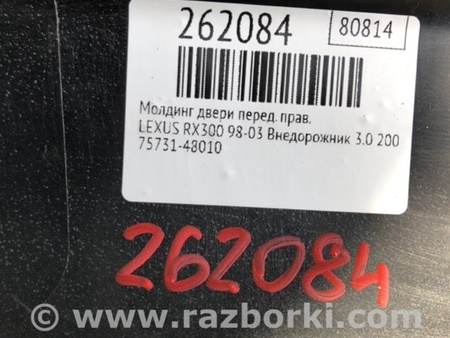 262084
80814
Молдинг двери перед. прав.
LEXUS RX300 98-03 Внедорожник 3.0 200
75731-48010
262084
www.razborki.com